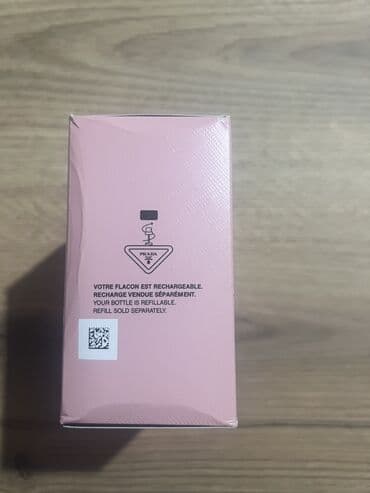 PRADA
VOTRE FLACON EST RECHARGEABLE.
RECHARGE VENDUE SÉPARÉMENT.
YOUR BOTTLE IS REFILLABLE.
REFILL SOLD SEPARATELY.